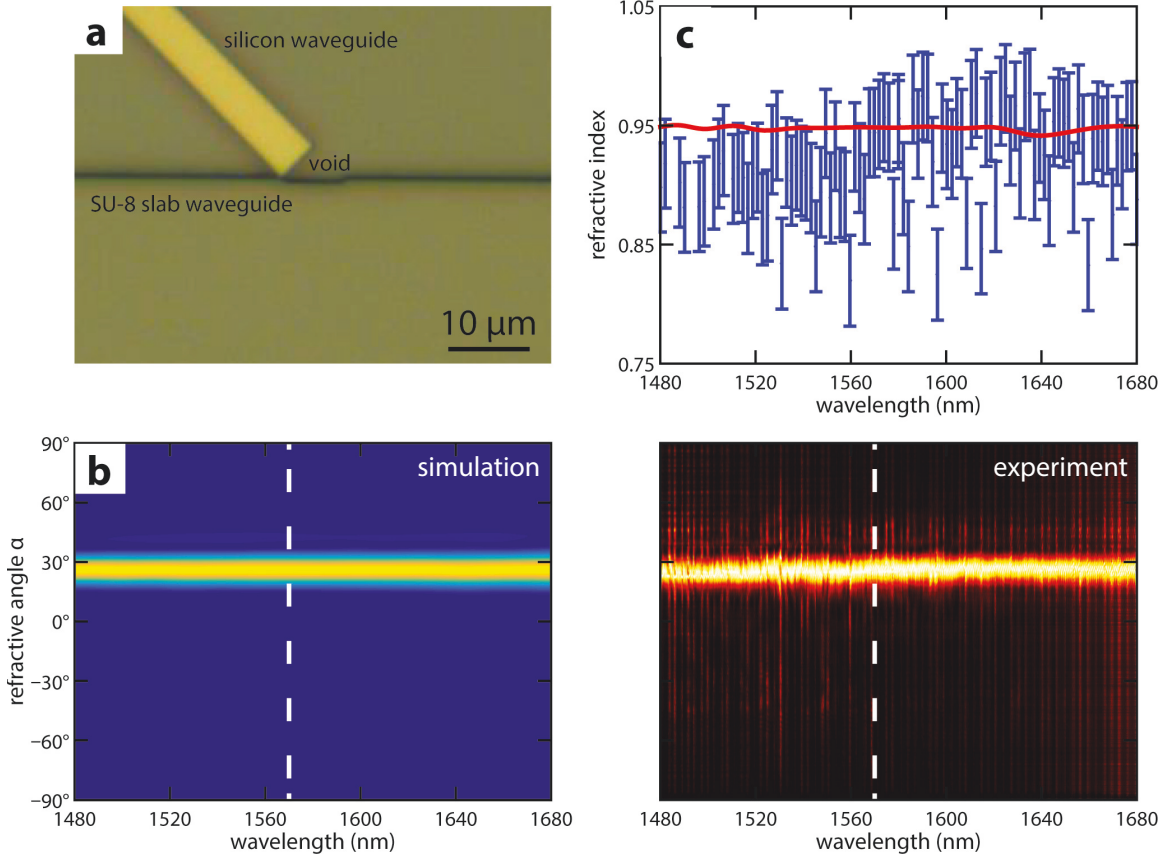 a
silicon waveguide
void
SU-8 slab waveguide
10 μm
c
1.05
0.95
0.85
0.75
refractive index
1480 1520 1560 1600 1640 1680
wavelength (nm)
b
simulation
90°
60°
30°
0°
−30°
−60°
−90°
refractive angle α
1480 1520 1560 1600 1640 1680
wavelength (nm)
experiment
1480 1520 1560 1600 1640 1680
wavelength (nm)